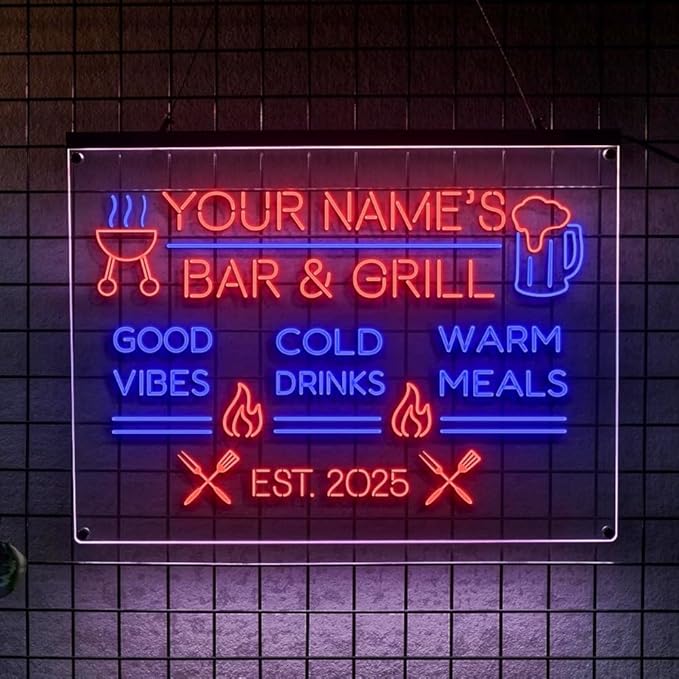 YOUR NAME'S
BAR & GRILL
GOOD VIBES
COLD DRINKS
WARM MEALS
EST. 2025